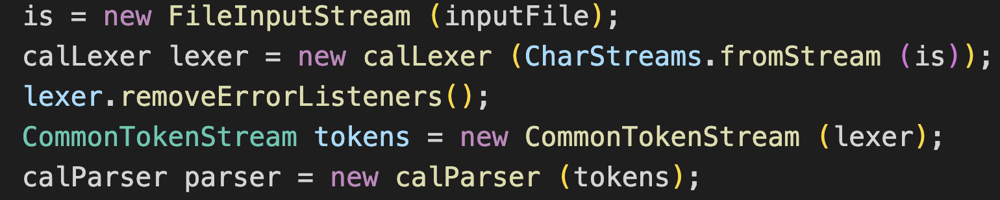 is = new FileInputStream (inputFile);
calLexer lexer = new calLexer (CharStreams.fromStream (is));
lexer.removeErrorListeners();
CommonTokenStream tokens = new CommonTokenStream (lexer);
calParser parser = new calParser (tokens);